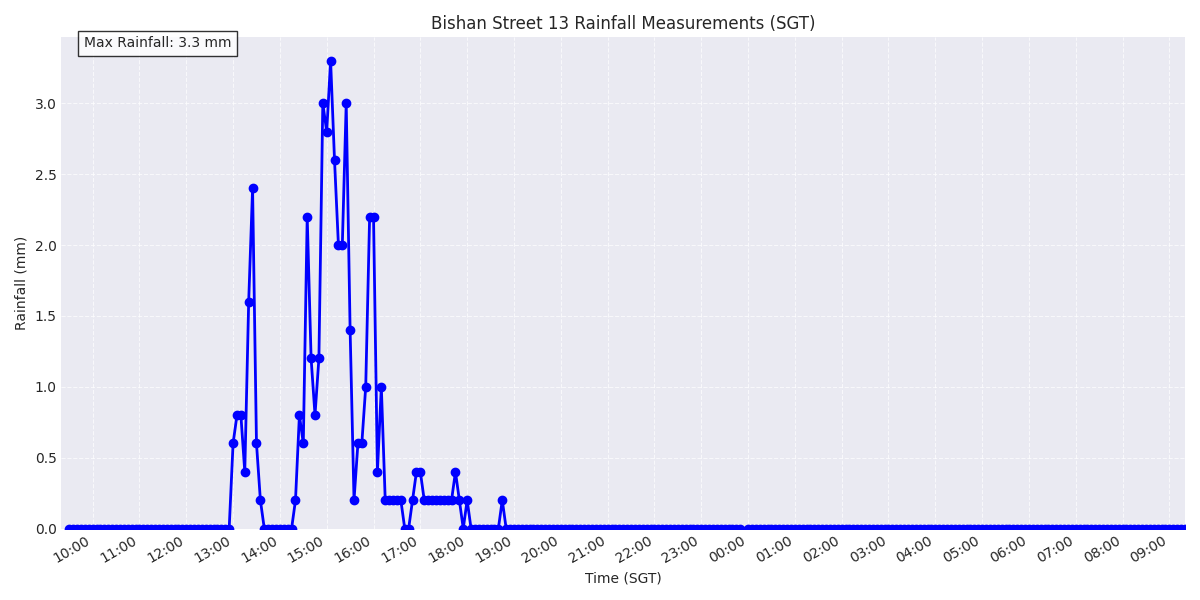 Bishan Street 13 Rainfall Measurements (SGT)
Max Rainfall: 3.3 mm
Rainfall (mm)
3.0
2.5
2.0
1.5
1.0
0.5
0.0
10:00 11:00 12:00 13:00 14:00 15:00 16:00 17:00 18:00 19:00 20:00 21:00 22:00 23:00 00:00 01:00 02:00 03:00 04:00 05:00 06:00 07:00 08:00 09:00
Time (SGT)